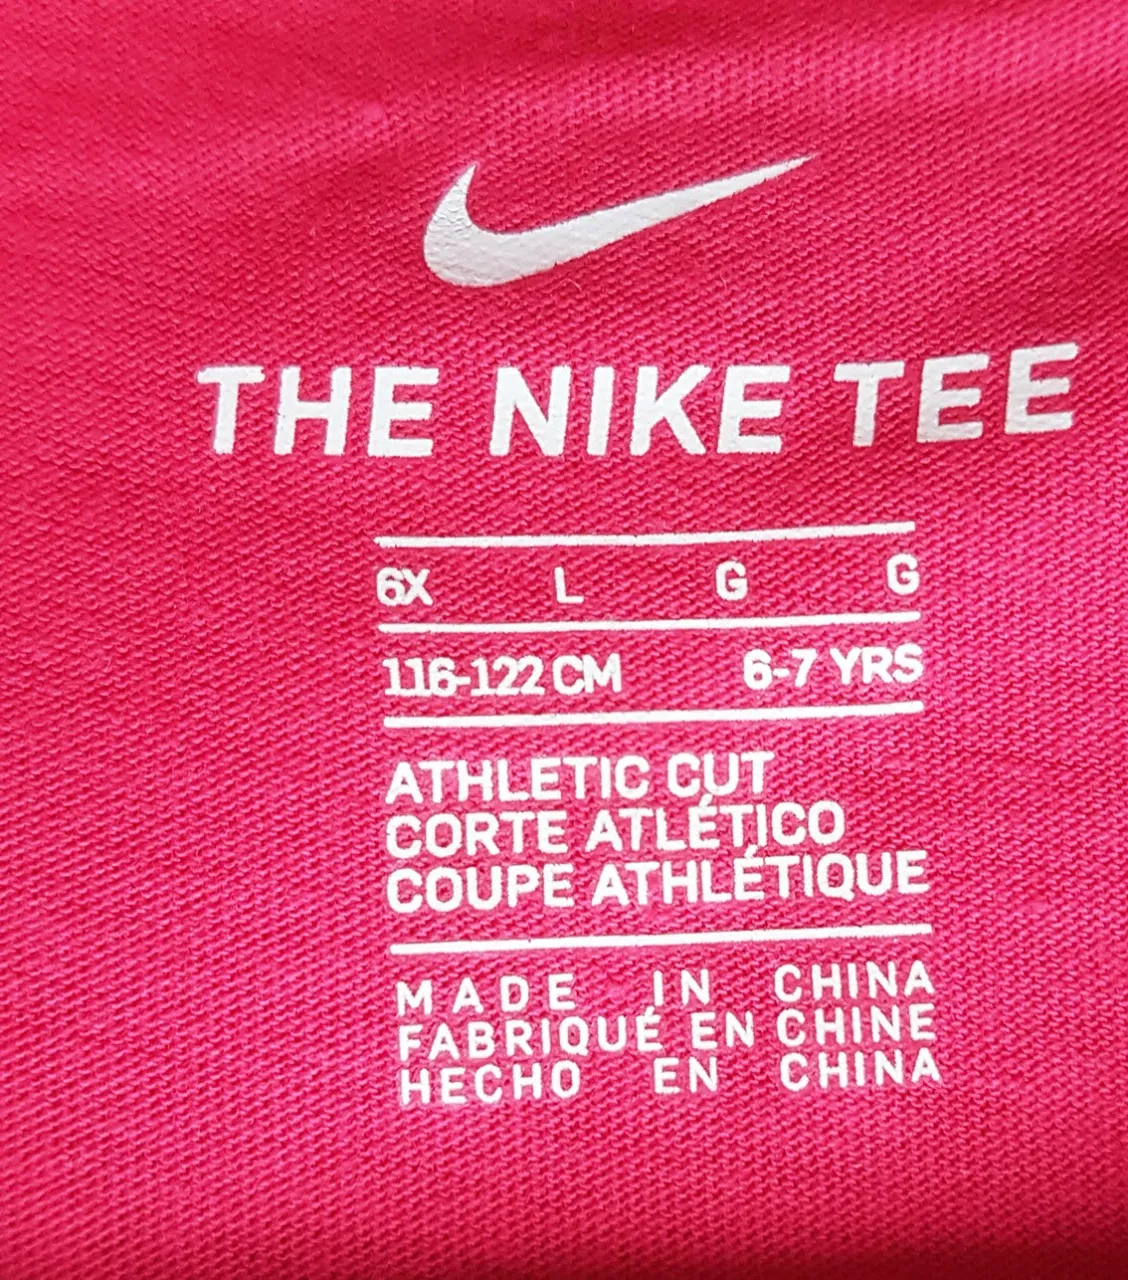 THE NIKE TEE
6X L G G
116-122 CM 6-7 YRS
ATHLETIC CUT
CORTE ATLÉTICO
COUPE ATHLÉTIQUE
MADE IN CHINA
FABRIQUÉ EN CHINE
HECHO EN CHINA